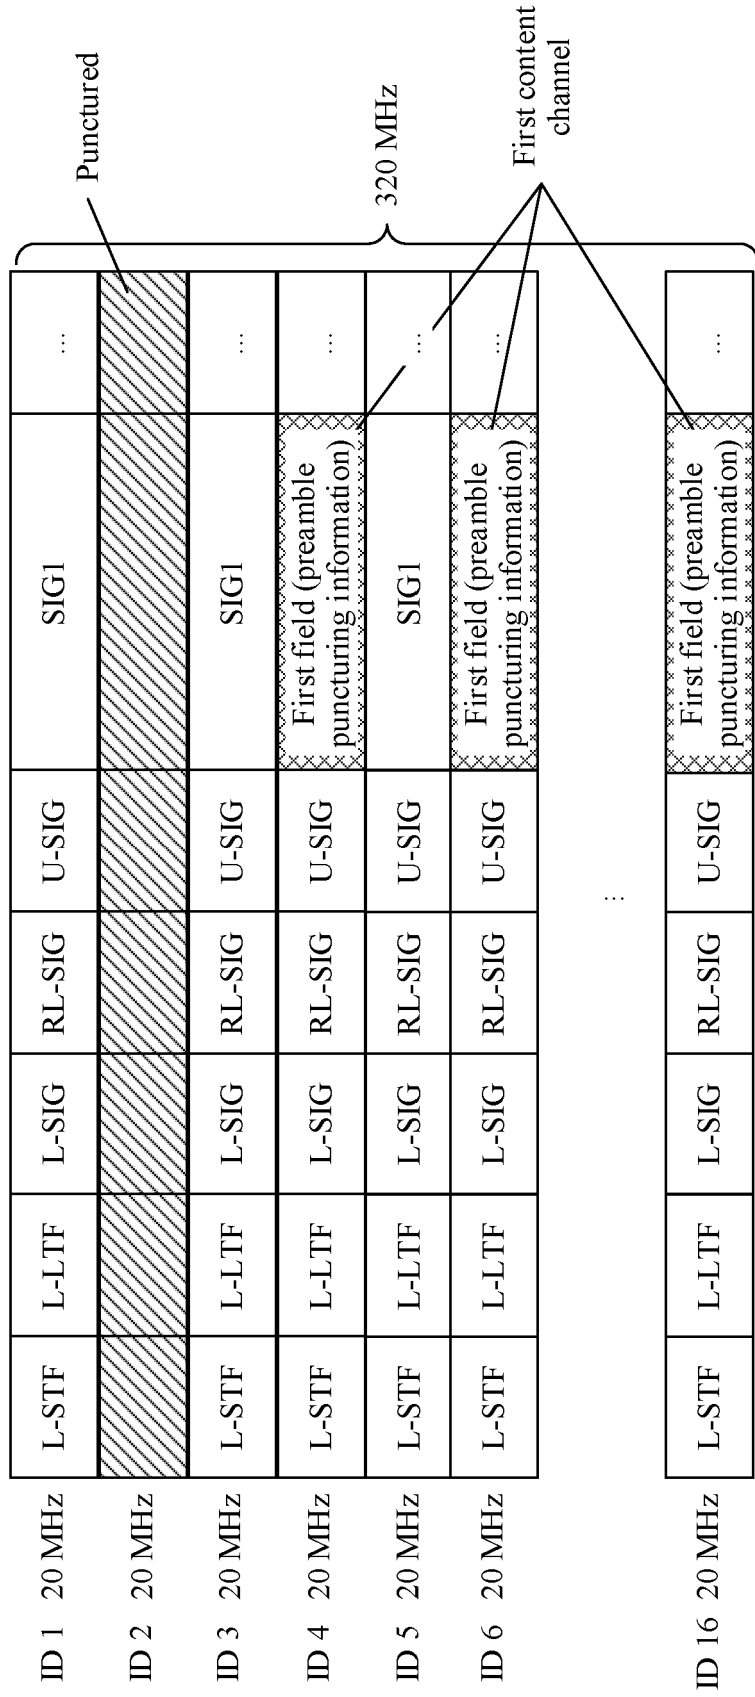 Punctured
ID 1 20 MHz L-STF L-LTF L-SIG RL-SIG U-SIG SIG1 ...
ID 2 20 MHz
ID 3 20 MHz L-STF L-LTF L-SIG RL-SIG U-SIG SIG1 ...
ID 4 20 MHz L-STF L-LTF L-SIG RL-SIG U-SIG First field (preamble
puncturing information) ...
320 MHz
ID 5 20 MHz L-STF L-LTF L-SIG RL-SIG U-SIG SIG1 ...
ID 6 20 MHz L-STF L-LTF L-SIG RL-SIG U-SIG First field (preamble
puncturing information) ...
First content
channel
...
ID 16 20 MHz L-STF L-LTF L-SIG RL-SIG U-SIG First field (preamble
puncturing information) ...